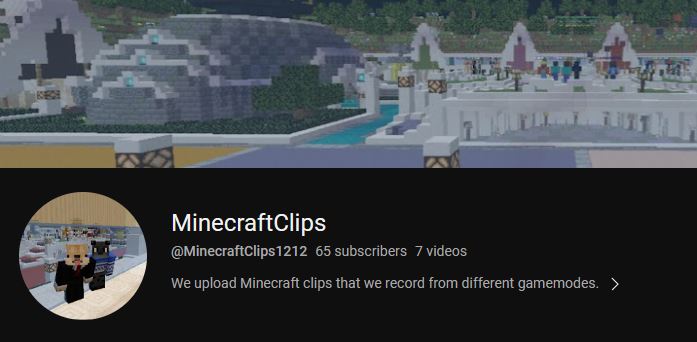 MinecraftClips
@MinecraftClips1212 65 subscribers 7 videos
We upload Minecraft clips that we record from different gamemodes.